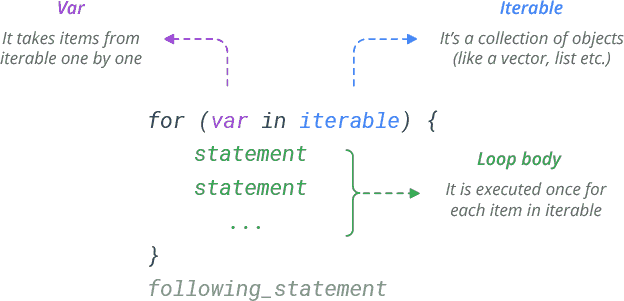 Var
It takes items from
iterable one by one
Iterable
It's a collection of objects
(like a vector, list etc.)
for (var in iterable) {
statement
statement
...
}
following_statement
Loop body
It is executed once for
each item in iterable